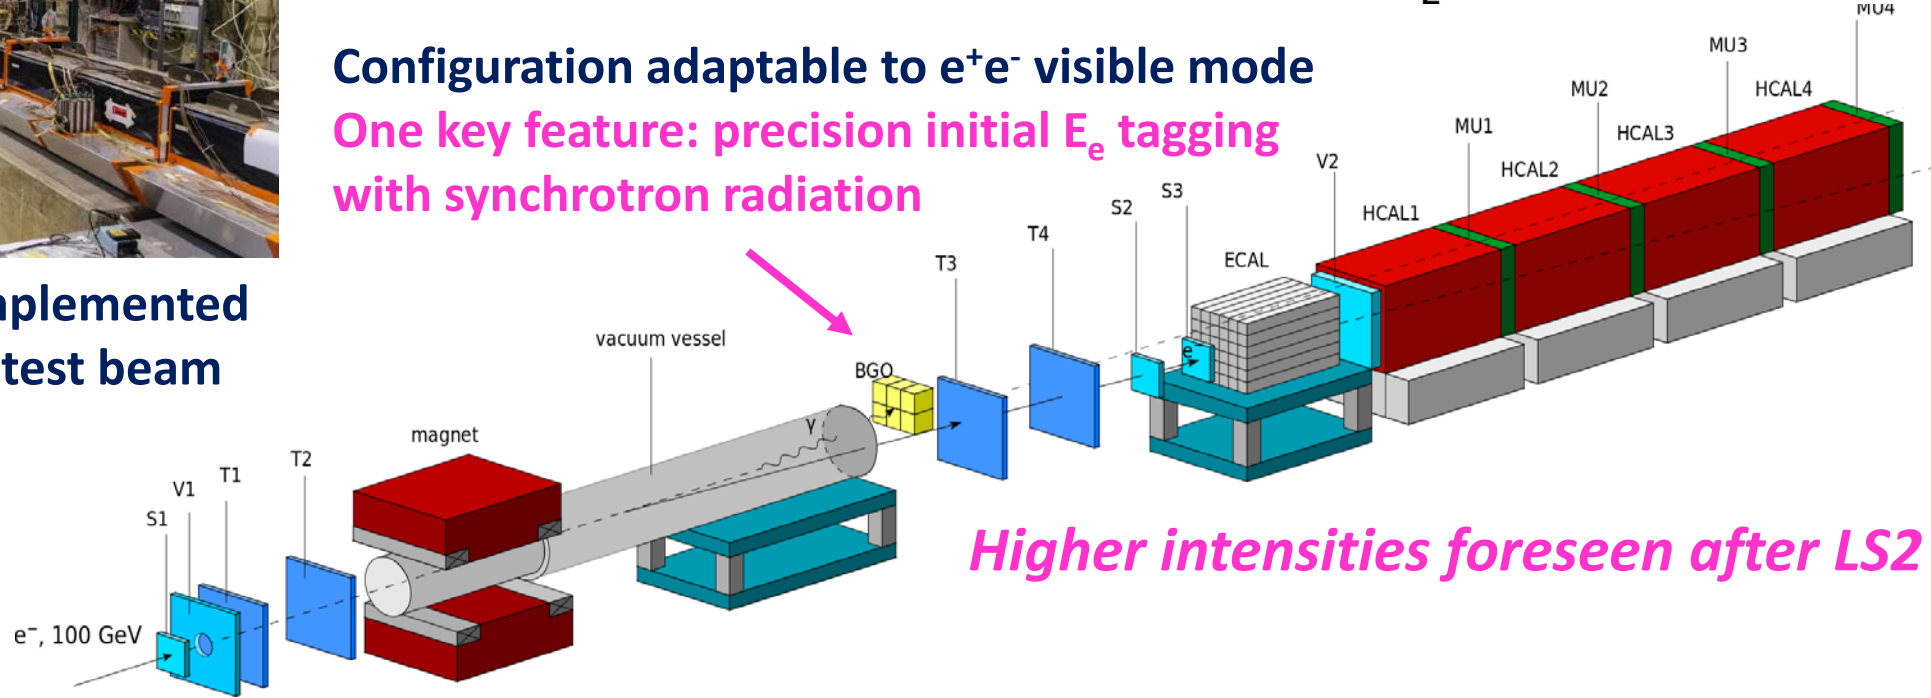 2
Configuration adaptable to e⁺e⁻ visible mode
One key feature: precision initial Eₑ tagging
with synchrotron radiation
test beam
Higher intensities foreseen after LS2
e⁻, 100 GeV
S1
V1
T1
T2
magnet
vacuum vessel
γ
BGO
T3
T4
S2
S3
e⁻
ECAL
V2
HCAL1
MU1
HCAL2
MU2
HCAL3
MU3
HCAL4
MU4